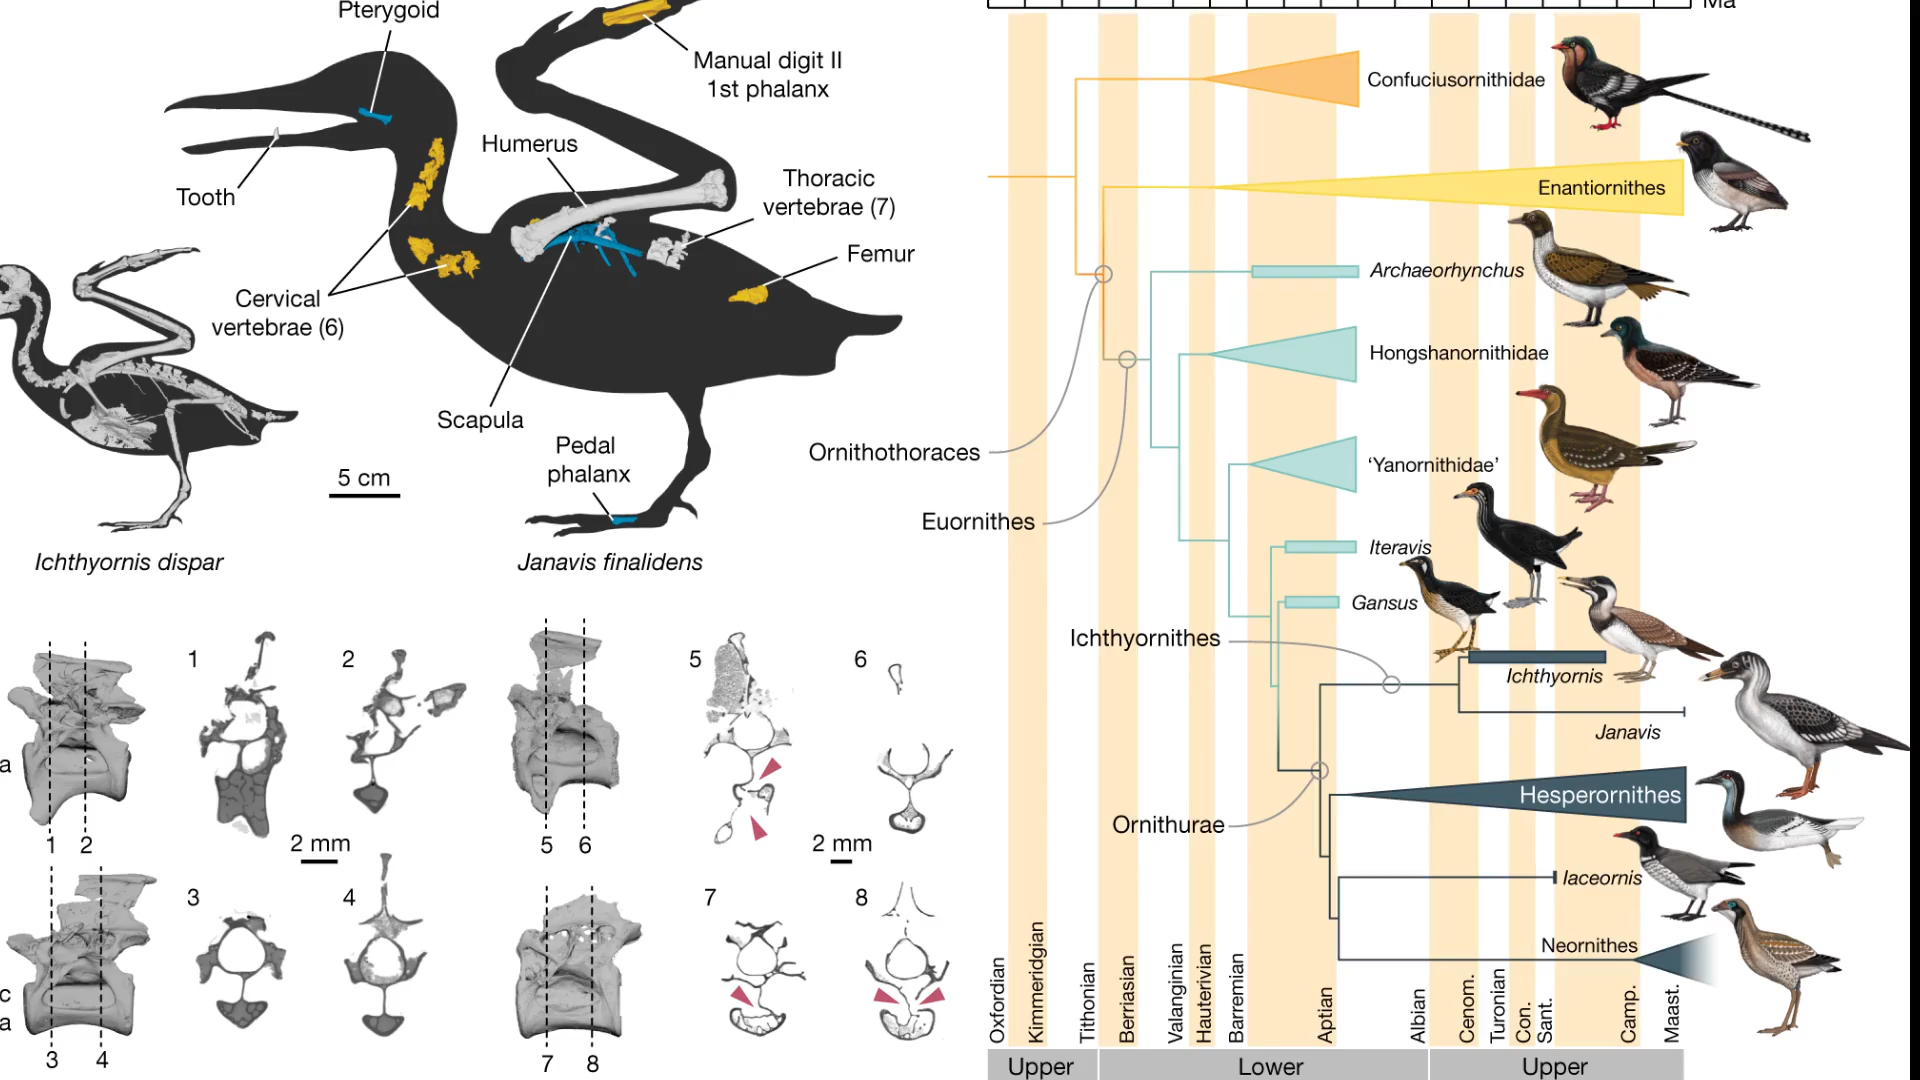 Pterygoid
Manual digit II
1st phalanx
Humerus
Thoracic
vertebrae (7)
Tooth
Femur
Cervical
vertebrae (6)
Scapula
Pedal
phalanx
5 cm
Ichthyornis dispar
Janavis finalidens
1
2
5
6
a
1 2
2 mm
5 6
2 mm
3
4
7
8
c
a
3 4
7 8
Ma
Confuciusornithidae
Enantiornithes
Archaeorhynchus
Hongshanornithidae
Ornithothoraces
‘Yanornithidae’
Euornithes
Iteravis
Gansus
Ichthyornithes
Ichthyornis
Janavis
Hesperornithes
Ornithurae
Iaceornis
Neornithes
Oxfordian
Kimmeridgian
Tithonian
Berriasian
Valanginian
Hauterivian
Barremian
Aptian
Albian
Cenom.
Turonian
Con.
Sant.
Camp.
Maast.
Upper
Lower
Upper